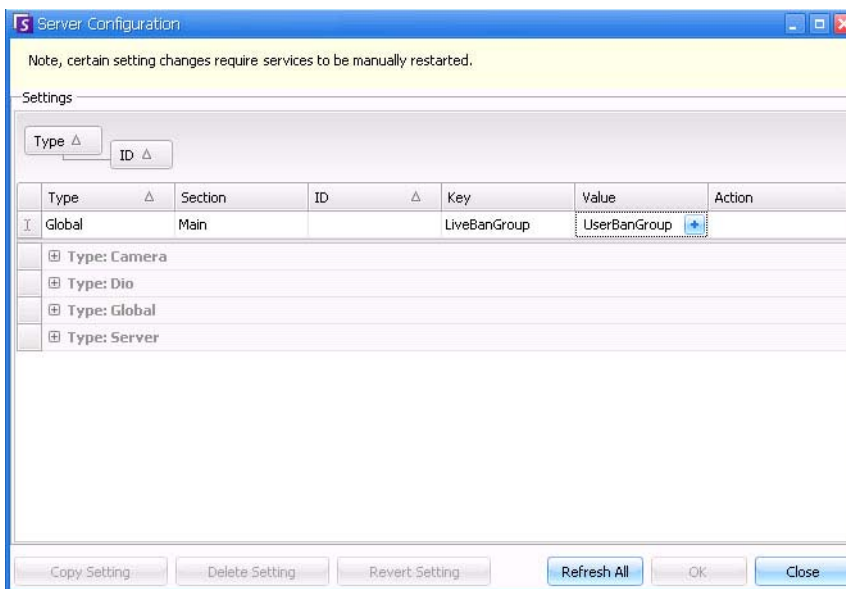 Server Configuration
Note, certain setting changes require services to be manually restarted.
Settings
Type
ID
Type Section ID Key Value Action
Global Main LiveBanGroup UserBanGroup
Type: Camera
Type: Dio
Type: Global
Type: Server
Copy Setting Delete Setting Revert Setting Refresh All OK Close